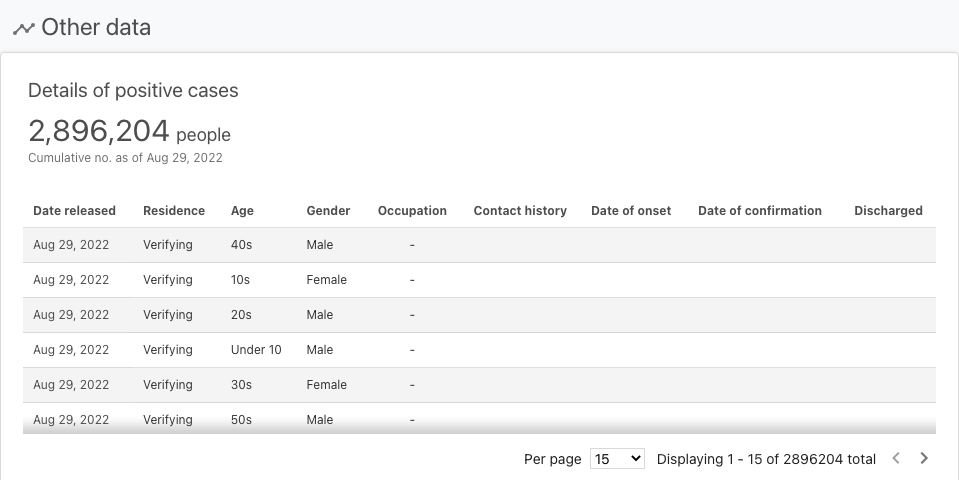 Other data
Details of positive cases
2,896,204 people
Cumulative no. as of Aug 29, 2022
Date released Residence Age Gender Occupation Contact history Date of onset Date of confirmation Discharged
Aug 29, 2022 Verifying 40s Male -
Aug 29, 2022 Verifying 10s Female -
Aug 29, 2022 Verifying 20s Male -
Aug 29, 2022 Verifying Under 10 Male -
Aug 29, 2022 Verifying 30s Female -
Aug 29, 2022 Verifying 50s Male -
Per page 15 Displaying 1 - 15 of 2896204 total